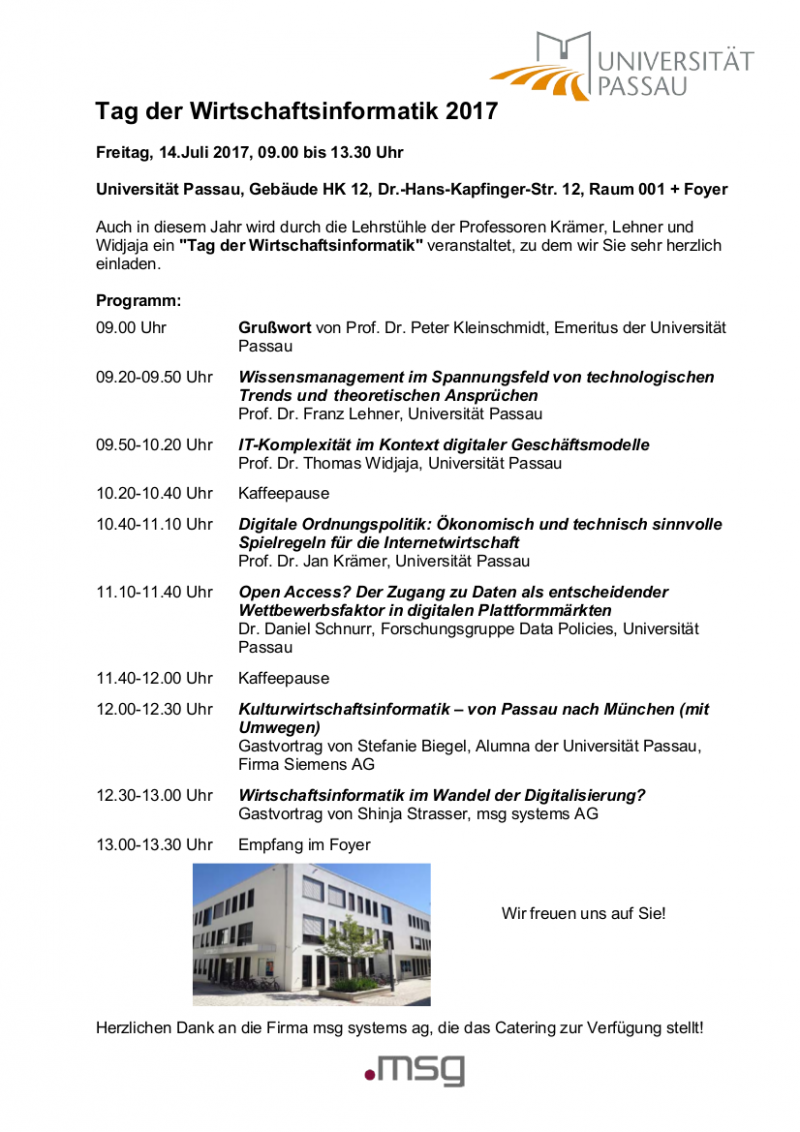 UNIVERSITÄT
PASSAU
Tag der Wirtschaftsinformatik 2017
Freitag, 14.Juli 2017, 09.00 bis 13.30 Uhr
Universität Passau, Gebäude HK 12, Dr.-Hans-Kapfinger-Str. 12, Raum 001 + Foyer
Auch in diesem Jahr wird durch die Lehrstühle der Professoren Krämer, Lehner und
Widjaja ein "Tag der Wirtschaftsinformatik" veranstaltet, zu dem wir Sie sehr herzlich
einladen.
Programm:
09.00 Uhr Grußwort von Prof. Dr. Peter Kleinschmidt, Emeritus der Universität
Passau
09.20-09.50 Uhr Wissensmanagement im Spannungsfeld von technologischen
Trends und theoretischen Ansprüchen
Prof. Dr. Franz Lehner, Universität Passau
09.50-10.20 Uhr IT-Komplexität im Kontext digitaler Geschäftsmodelle
Prof. Dr. Thomas Widjaja, Universität Passau
10.20-10.40 Uhr Kaffeepause
10.40-11.10 Uhr Digitale Ordnungspolitik: Ökonomisch und technisch sinnvolle
Spielregeln für die Internetwirtschaft
Prof. Dr. Jan Krämer, Universität Passau
11.10-11.40 Uhr Open Access? Der Zugang zu Daten als entscheidender
Wettbewerbsfaktor in digitalen Plattformmärkten
Dr. Daniel Schnurr, Forschungsgruppe Data Policies, Universität
Passau
11.40-12.00 Uhr Kaffeepause
12.00-12.30 Uhr Kulturwirtschaftsinformatik – von Passau nach München (mit
Umwegen)
Gastvortrag von Stefanie Biegel, Alumna der Universität Passau,
Firma Siemens AG
12.30-13.00 Uhr Wirtschaftsinformatik im Wandel der Digitalisierung?
Gastvortrag von Shinja Strasser, msg systems AG
13.00-13.30 Uhr Empfang im Foyer
Wir freuen uns auf Sie!
Herzlichen Dank an die Firma msg systems ag, die das Catering zur Verfügung stellt!
.msg